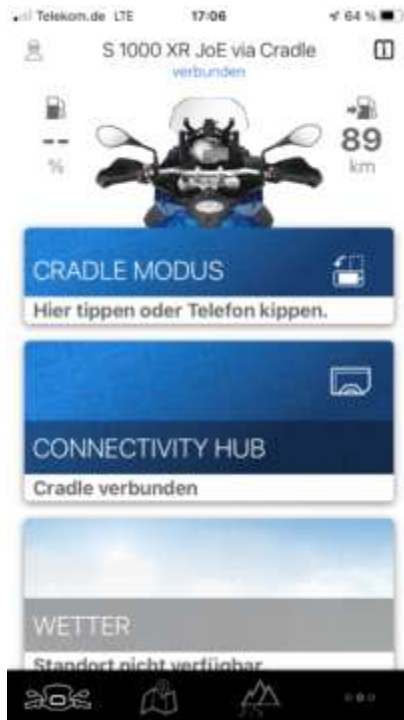 Telekom.de LTE 17:06 64 %
S 1000 XR JoE via Cradle
verbunden
-- 89
% km
CRADLE MODUS
Hier tippen oder Telefon kippen.
CONNECTIVITY HUB
Cradle verbunden
WETTER
Standort nicht verfügbar